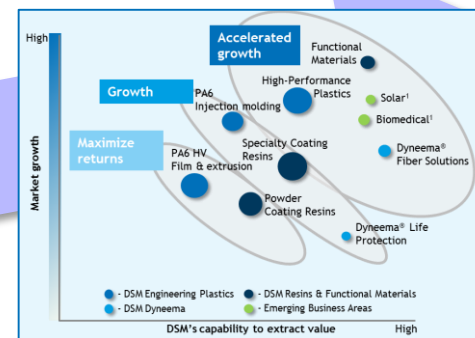 High
Accelerated
growth
Functional
Materials
High-Performance
Plastics
Growth
PA6
Injection molding
Solar¹
Biomedical¹
Maximize
returns
PA6 HV
Film & extrusion
Specialty Coating
Resins
Dyneema®
Fiber Solutions
Powder
Coating Resins
Dyneema® Life
Protection
Market growth
- DSM Engineering Plastics
- DSM Resins & Functional Materials
- DSM Dyneema
- Emerging Business Areas
DSM's capability to extract value
High